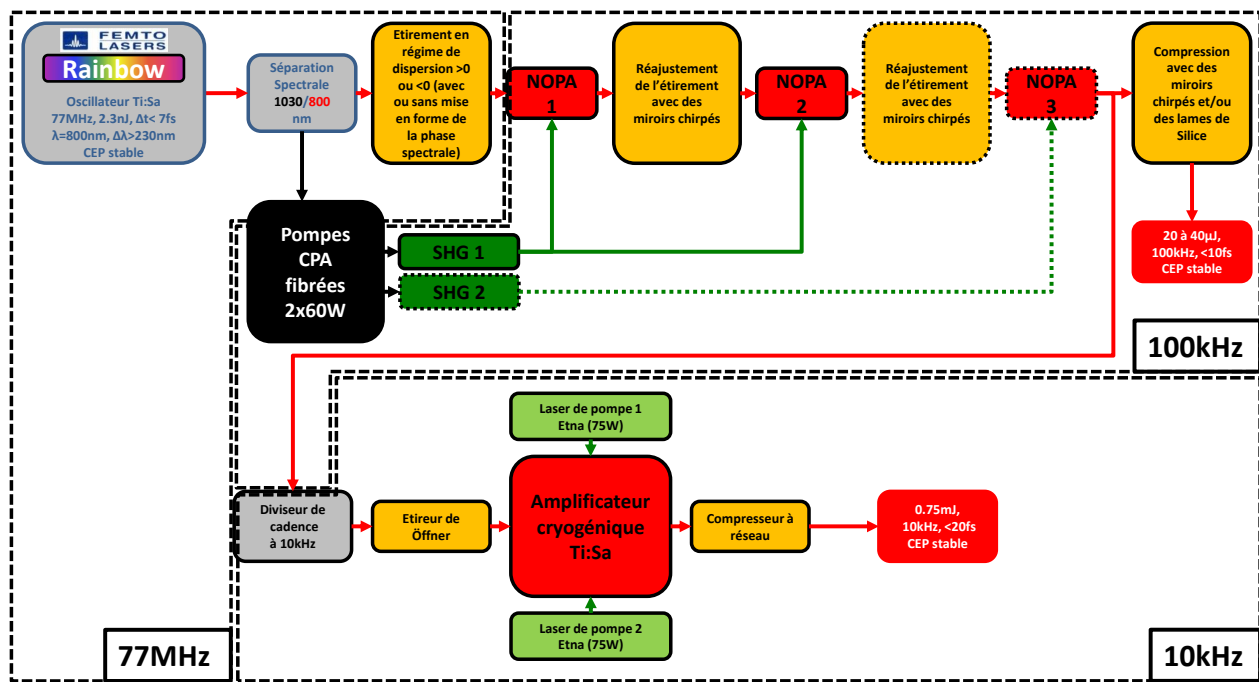 FEMTO
LASERS
Rainbow
Oscillateur Ti:Sa
77MHz, 2.3nJ, Δt< 7fs
λ=800nm, Δλ>230nm
CEP stable
Séparation
Spectrale
1030/800
nm
Etirement en
régime de
dispersion >0
ou <0 (avec
ou sans mise
en forme de
la phase
spectrale)
NOPA
1
Réajustement
de l'étirement
avec des
miroirs chirpés
NOPA
2
Réajustement
de l'étirement
avec des
miroirs chirpés
NOPA
3
Compression
avec des
miroirs
chirpés et/ou
des lames de
Silice
Pompes
CPA
fibrées
2x60W
SHG 1
SHG 2
20 à 40µJ,
100kHz, <10fs
CEP stable
100kHz
Laser de pompe 1
Etna (75W)
Diviseur de
cadence
à 10kHz
Etireur de
Öffner
Amplificateur
cryogénique
Ti:Sa
Compresseur à
réseau
0.75mJ,
10kHz, <20fs
CEP stable
Laser de pompe 2
Etna (75W)
77MHz
10kHz